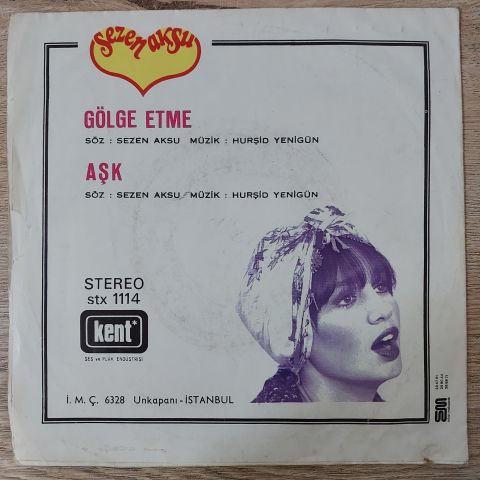 sezen aksu
GÖLGE ETME
SÖZ : SEZEN AKSU MÜZİK : HURŞİD YENİGÜN
AŞK
SÖZ : SEZEN AKSU MÜZİK : HURŞİD YENİGÜN
STEREO
stx 1114
kent*
SES ve PLAK ENDÜSTRİSİ
İ. M. Ç. 6328 Unkapanı - İSTANBUL